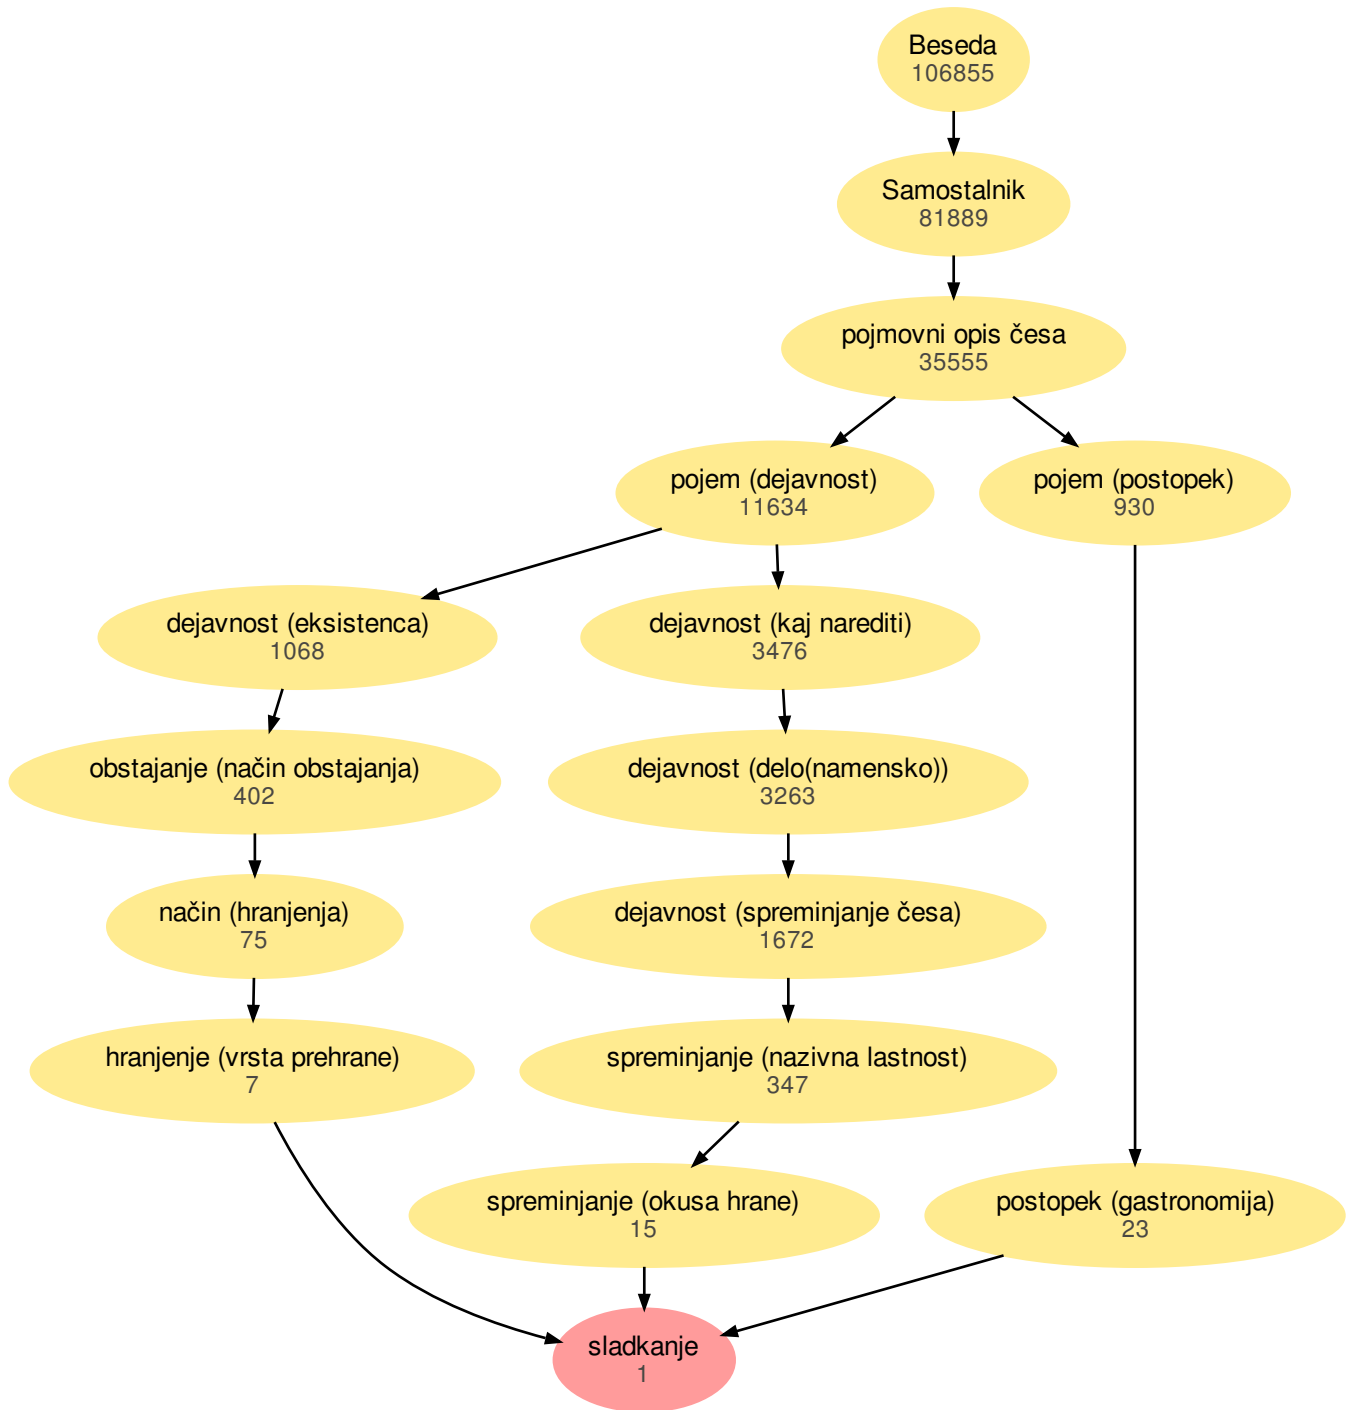 Beseda
106855
Samostalnik
81889
pojmovni opis česa
35555
pojem (dejavnost)
11634
pojem (postopek)
930
dejavnost (eksistenca)
1068
dejavnost (kaj narediti)
3476
obstajanje (način obstajanja)
402
dejavnost (delo(namensko))
3263
način (hranjenja)
75
dejavnost (spreminjanje česa)
1672
hranjenje (vrsta prehrane)
7
spreminjanje (nazivna lastnost)
347
spreminjanje (okusa hrane)
15
postopek (gastronomija)
23
sladkanje
1